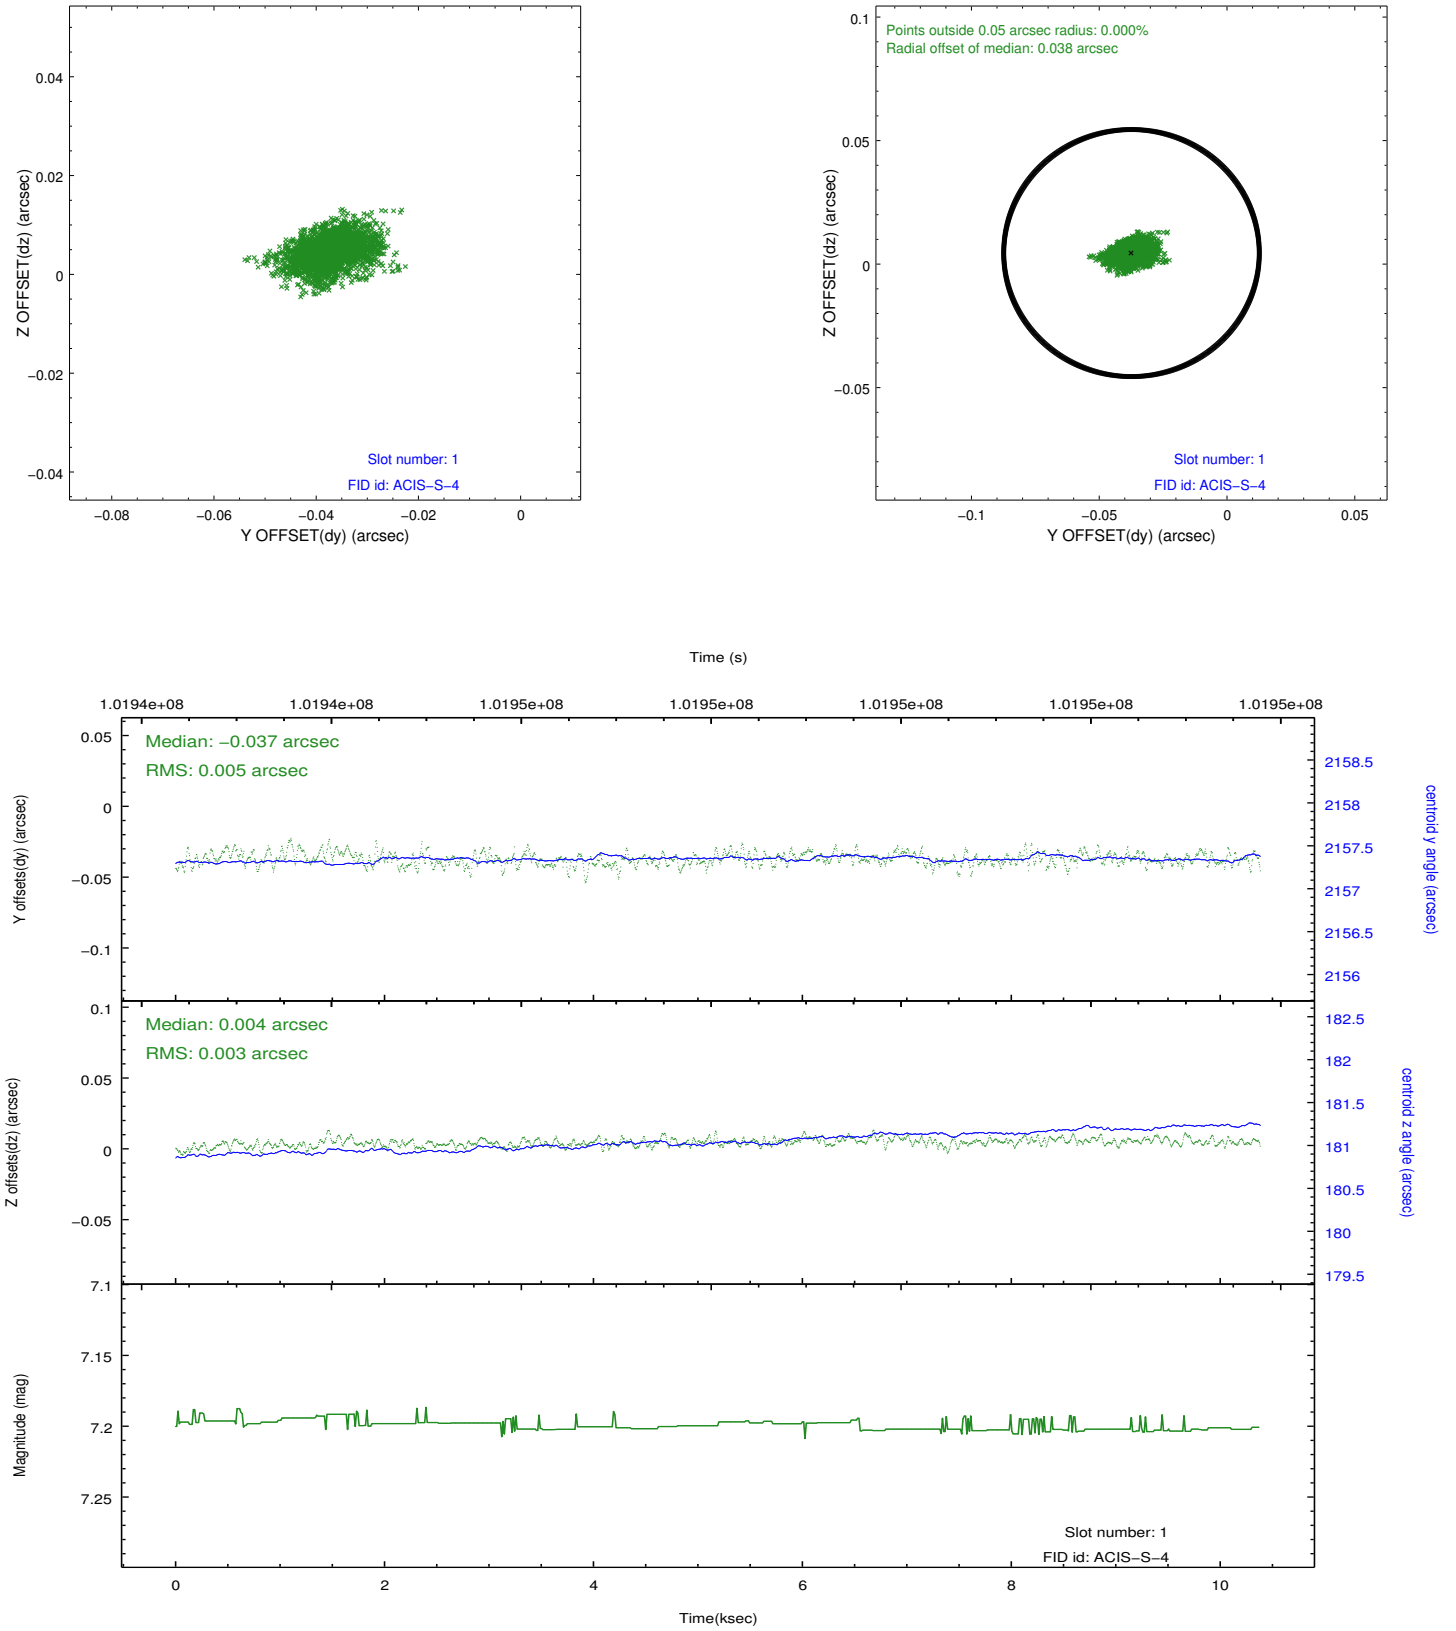 0.04
0.02
0
−0.02
−0.04
Z OFFSET(dz) (arcsec)
Slot number: 1
FID id: ACIS−S−4
−0.08
−0.06
−0.04
−0.02
0
Y OFFSET(dy) (arcsec)
0.1
0.05
0
−0.05
Z OFFSET(dz) (arcsec)
Points outside 0.05 arcsec radius: 0.000%
Radial offset of median: 0.038 arcsec
Slot number: 1
FID id: ACIS−S−4
−0.1
−0.05
0
0.05
Y OFFSET(dy) (arcsec)
Time (s)
1.0194e+08
1.0194e+08
1.0195e+08
1.0195e+08
1.0195e+08
1.0195e+08
1.0195e+08
0.05
0
−0.05
−0.1
Y offsets(dy) (arcsec)
Median: −0.037 arcsec
RMS: 0.005 arcsec
2158.5
2158
2157.5
2157
2156.5
2156
centroid y angle (arcsec)
0.1
0.05
0
−0.05
Z offsets(dz) (arcsec)
Median: 0.004 arcsec
RMS: 0.003 arcsec
182.5
182
181.5
181
180.5
180
179.5
centroid z angle (arcsec)
7.1
7.15
7.2
7.25
Magnitude (mag)
Slot number: 1
FID id: ACIS−S−4
0
2
4
6
8
10
Time(ksec)